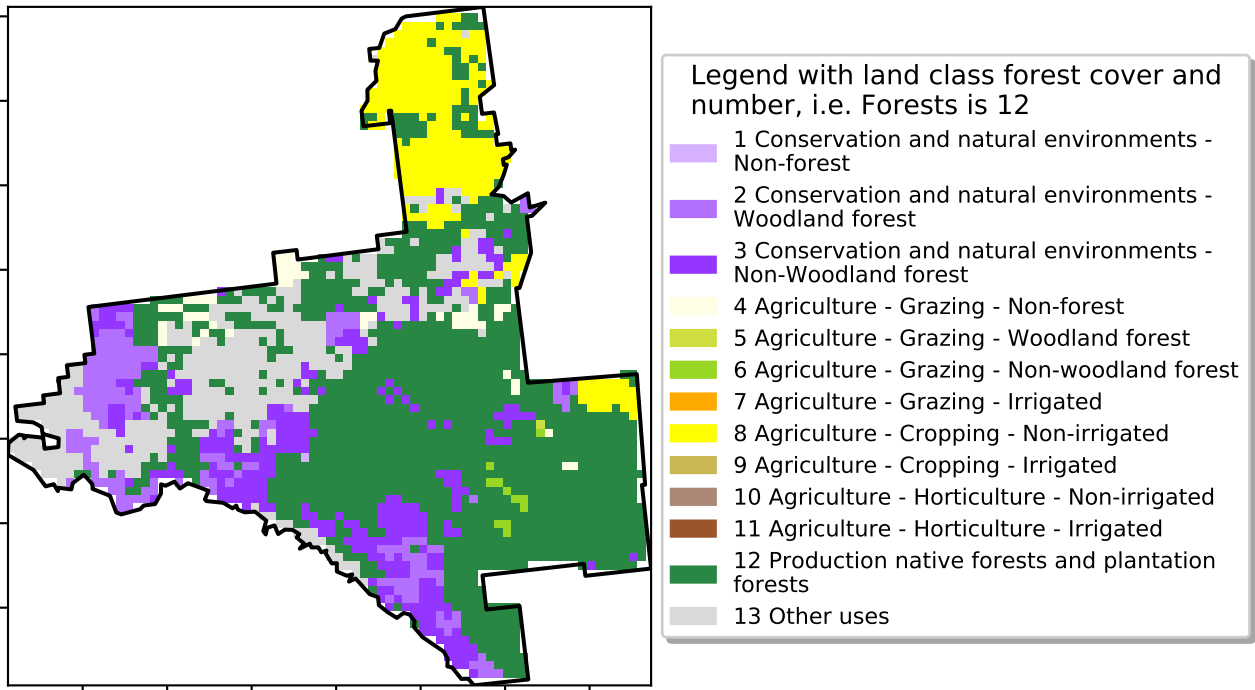 Legend with land class forest cover and
number, i.e. Forests is 12
1 Conservation and natural environments -
Non-forest
2 Conservation and natural environments -
Woodland forest
3 Conservation and natural environments -
Non-Woodland forest
4 Agriculture - Grazing - Non-forest
5 Agriculture - Grazing - Woodland forest
6 Agriculture - Grazing - Non-woodland forest
7 Agriculture - Grazing - Irrigated
8 Agriculture - Cropping - Non-irrigated
9 Agriculture - Cropping - Irrigated
10 Agriculture - Horticulture - Non-irrigated
11 Agriculture - Horticulture - Irrigated
12 Production native forests and plantation
forests
13 Other uses